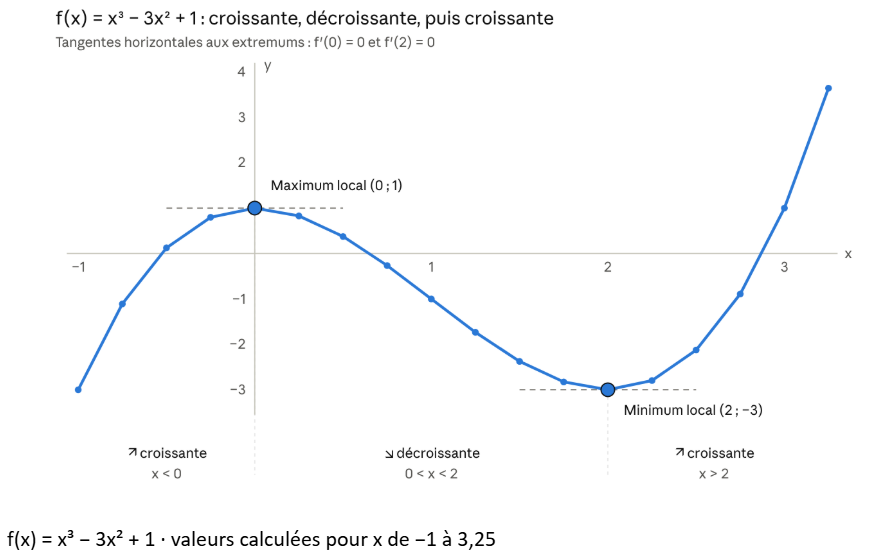 f(x) = x³ − 3x² + 1 : croissante, décroissante, puis croissante
Tangentes horizontales aux extremums : f′(0) = 0 et f′(2) = 0
4
y
3
2
Maximum local (0 ; 1)
−1
1
2
3
x
−1
−2
−3
Minimum local (2 ; −3)
↗ croissante
x < 0
↘ décroissante
0 < x < 2
↗ croissante
x > 2
f(x) = x³ − 3x² + 1 · valeurs calculées pour x de −1 à 3,25